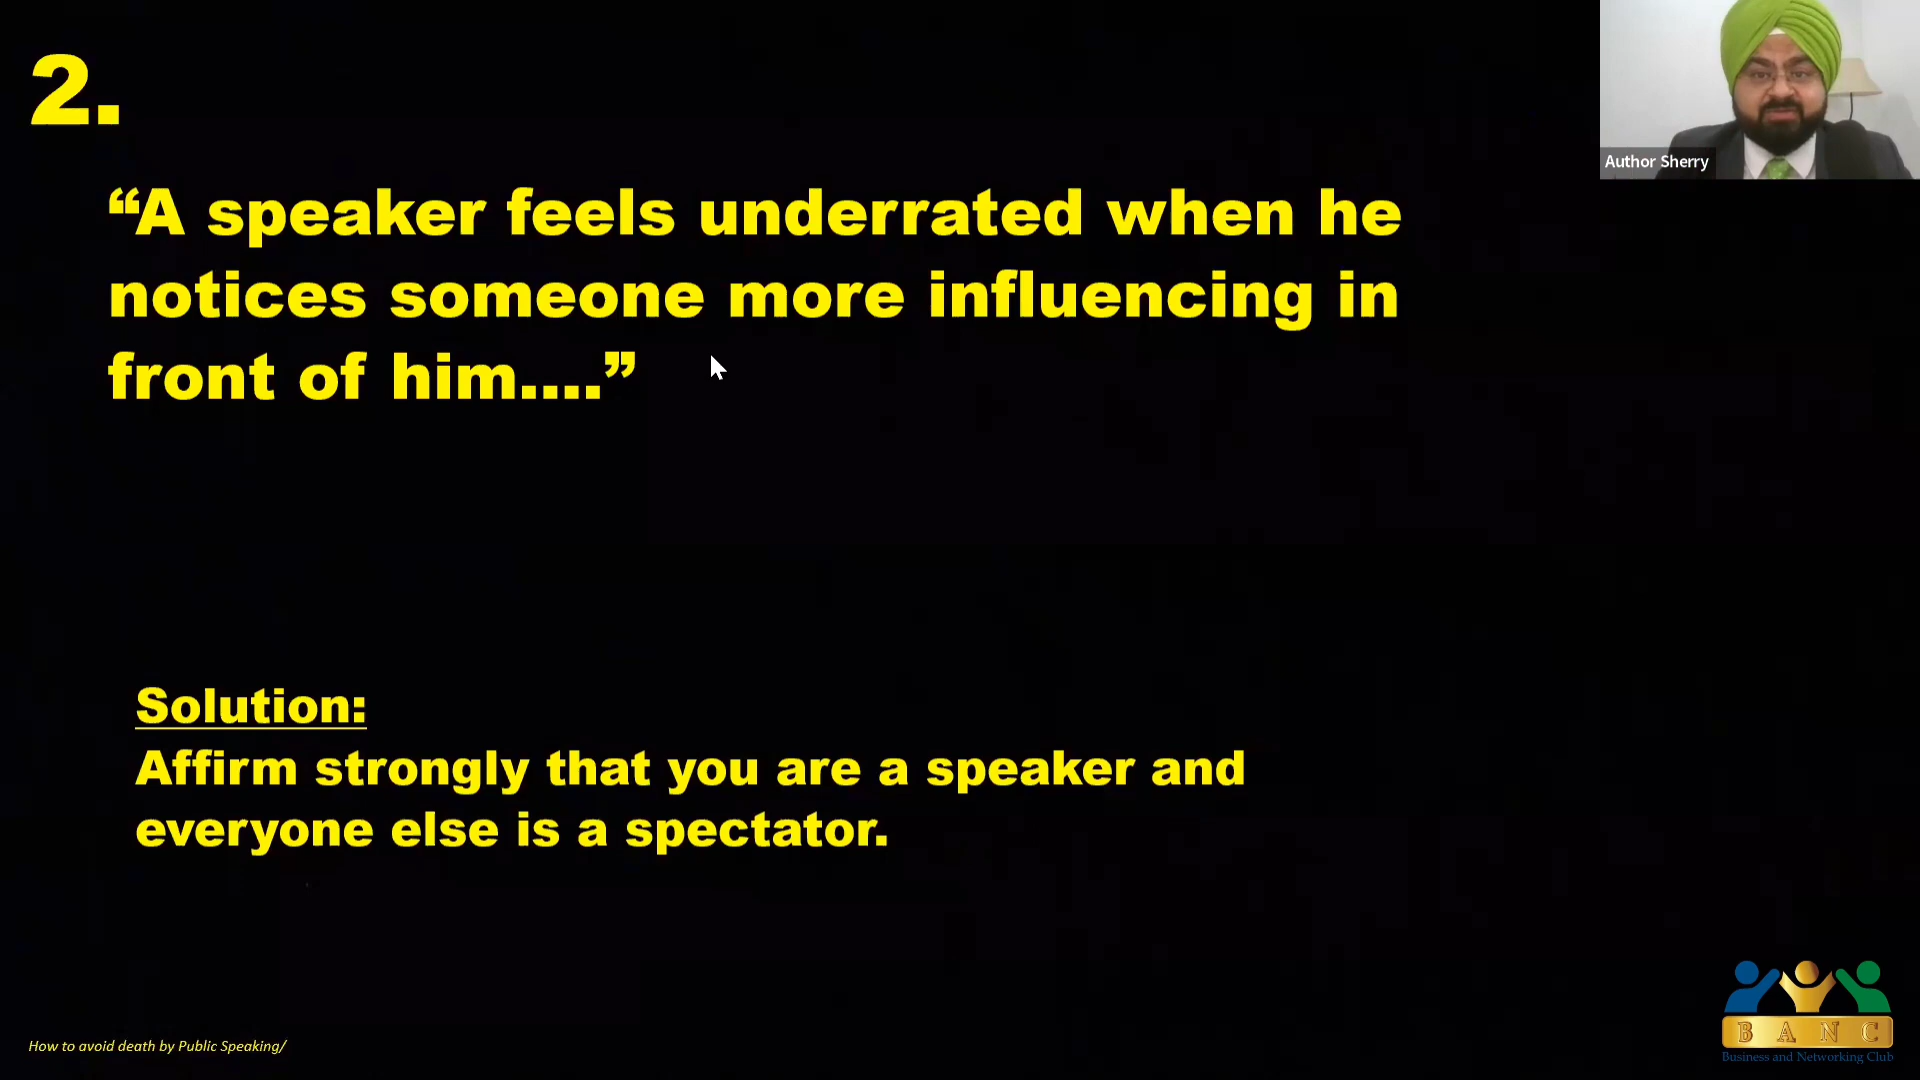 2.
Author Sherry
“A speaker feels underrated when he
notices someone more influencing in
front of him....”
Solution:
Affirm strongly that you are a speaker and
everyone else is a spectator.
How to avoid death by Public Speaking/
B A N C
Business and Networking Club